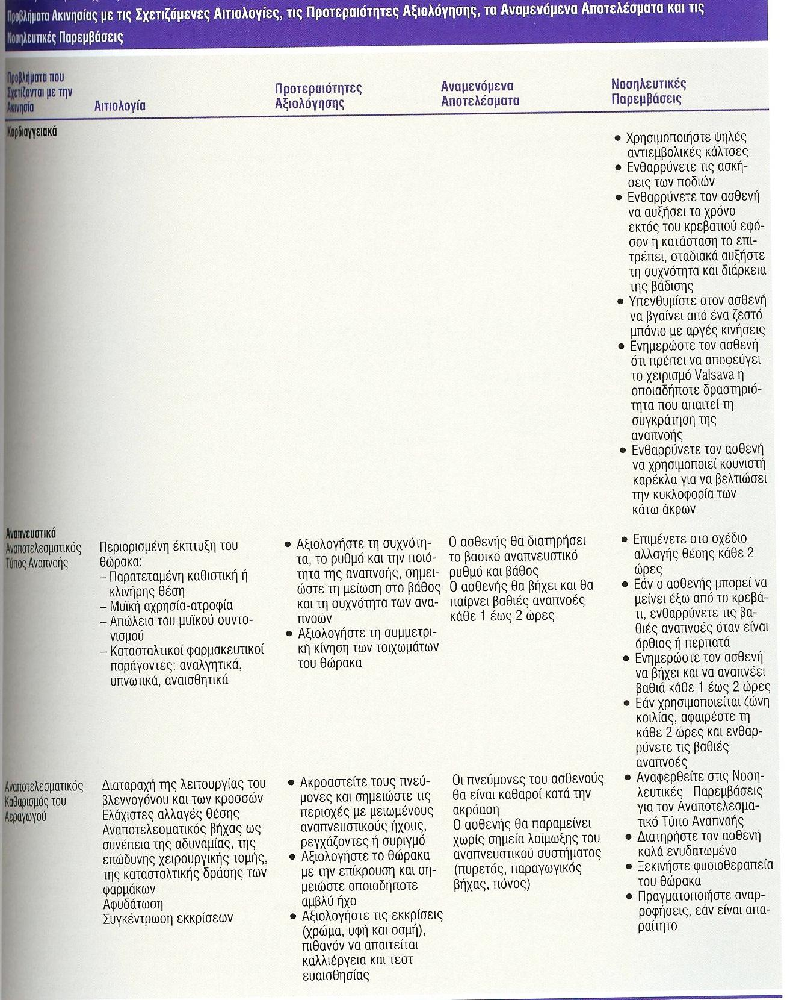 Προβλήματα Ακινησίας με τις Σχετιζόμενες Αιτιολογίες, τις Προτεραιότητες Αξιολόγησης, τα Αναμενόμενα Αποτελέσματα και τις
Νοσηλευτικές Παρεμβάσεις
Προβλήματα που
Σχετίζονται με την
Ακινησία
Αιτιολογία
Προτεραιότητες
Αξιολόγησης
Αναμενόμενα
Αποτελέσματα
Νοσηλευτικές
Παρεμβάσεις
Καρδιαγγειακά
• Χρησιμοποιήστε ψηλές
αντιεμβολικές κάλτσες
• Ενθαρρύνετε τις ασκή-
σεις των ποδιών
• Ενθαρρύνετε τον ασθενή
να αυξήσει το χρόνο
εκτός του κρεβατιού εφό-
σον η κατάσταση το επι-
τρέπει, σταδιακά αυξήστε
τη συχνότητα και διάρκεια
της βάδισης
• Υπενθυμίστε στον ασθενή
να βγαίνει από ένα ζεστό
μπάνιο με αργές κινήσεις
• Ενημερώστε τον ασθενή
ότι πρέπει να αποφεύγει
το χειρισμό Valsava ή
οποιαδήποτε δραστηριό-
τητα που απαιτεί τη
συγκράτηση της
αναπνοής
• Ενθαρρύνετε τον ασθενή
να χρησιμοποιεί κουνιστή
καρέκλα για να βελτιώσει
την κυκλοφορία των
κάτω άκρων
Αναπνευστικά
Αναποτελεσματικός
Τύπος Αναπνοής
Περιορισμένη έκπτυξη του
θώρακα:
– Παρατεταμένη καθιστική ή
κλινήρης θέση
– Μυϊκή αχρησία-ατροφία
– Απώλεια του μυϊκού συντο-
νισμού
– Κατασταλτικοί φαρμακευτικοί
παράγοντες: αναλγητικά,
υπνωτικά, αναισθητικά
• Αξιολογήστε τη συχνότη-
τα, το ρυθμό και την ποιό-
τητα της αναπνοής, σημει-
ώστε τη μείωση στο βάθος
και τη συχνότητα των ανα-
πνοών
• Αξιολογήστε τη συμμετρι-
κή κίνηση των τοιχωμάτων
του θώρακα
Ο ασθενής θα διατηρήσει
το βασικό αναπνευστικό
ρυθμό και βάθος
Ο ασθενής θα βήχει και θα
παίρνει βαθιές αναπνοές
κάθε 1 έως 2 ώρες
• Επιμένετε στο σχέδιο
αλλαγής θέσης κάθε 2
ώρες
• Εάν ο ασθενής μπορεί να
μείνει έξω από το κρεβά-
τι, ενθαρρύνετε τις βα-
θιές αναπνοές όταν είναι
όρθιος ή περπατά
• Ενημερώστε τον ασθενή
να βήχει και να αναπνέει
βαθιά κάθε 1 έως 2 ώρες
• Εάν χρησιμοποιείται ζώνη
κοιλίας, αφαιρέστε τη
κάθε 2 ώρες και ενθαρ-
ρύνετε τις βαθιές
αναπνοές
Αναποτελεσματικός
Καθαρισμός του
Αεραγωγού
Διαταραχή της λειτουργίας του
βλεννογόνου και των κροσσών
Ελάχιστες αλλαγές θέσης
Αναποτελεσματικός βήχας ως
συνέπεια της αδυναμίας, της
επώδυνης χειρουργικής τομής,
της κατασταλτικής δράσης των
φαρμάκων
Αφυδάτωση
Συγκέντρωση εκκρίσεων
• Ακροαστείτε τους πνεύ-
μονες και σημειώστε τις
περιοχές με μειωμένους
αναπνευστικούς ήχους,
ρεγχάζοντες ή συριγμό
• Αξιολογήστε το θώρακα
με την επίκρουση και ση-
μειώστε οποιοδήποτε
αμβλύ ήχο
• Αξιολογήστε τις εκκρίσεις
(χρώμα, υφή και οσμή),
πιθανόν να απαιτείται
καλλιέργεια και τεστ
ευαισθησίας
Οι πνεύμονες του ασθενούς
θα είναι καθαροί κατά την
ακρόαση
Ο ασθενής θα παραμείνει
χωρίς σημεία λοίμωξης του
αναπνευστικού συστήματος
(πυρετός, παραγωγικός
βήχας, πόνος)
• Αναφερθείτε στις Νοση-
λευτικές Παρεμβάσεις
για τον Αναποτελεσμα-
τικό Τύπο Αναπνοής
• Διατηρήστε τον ασθενή
καλά ενυδατωμένο
• Ξεκινήστε φυσιοθεραπεία
του θώρακα
• Πραγματοποιήστε αναρ-
ροφήσεις, εάν είναι απα-
ραίτητο